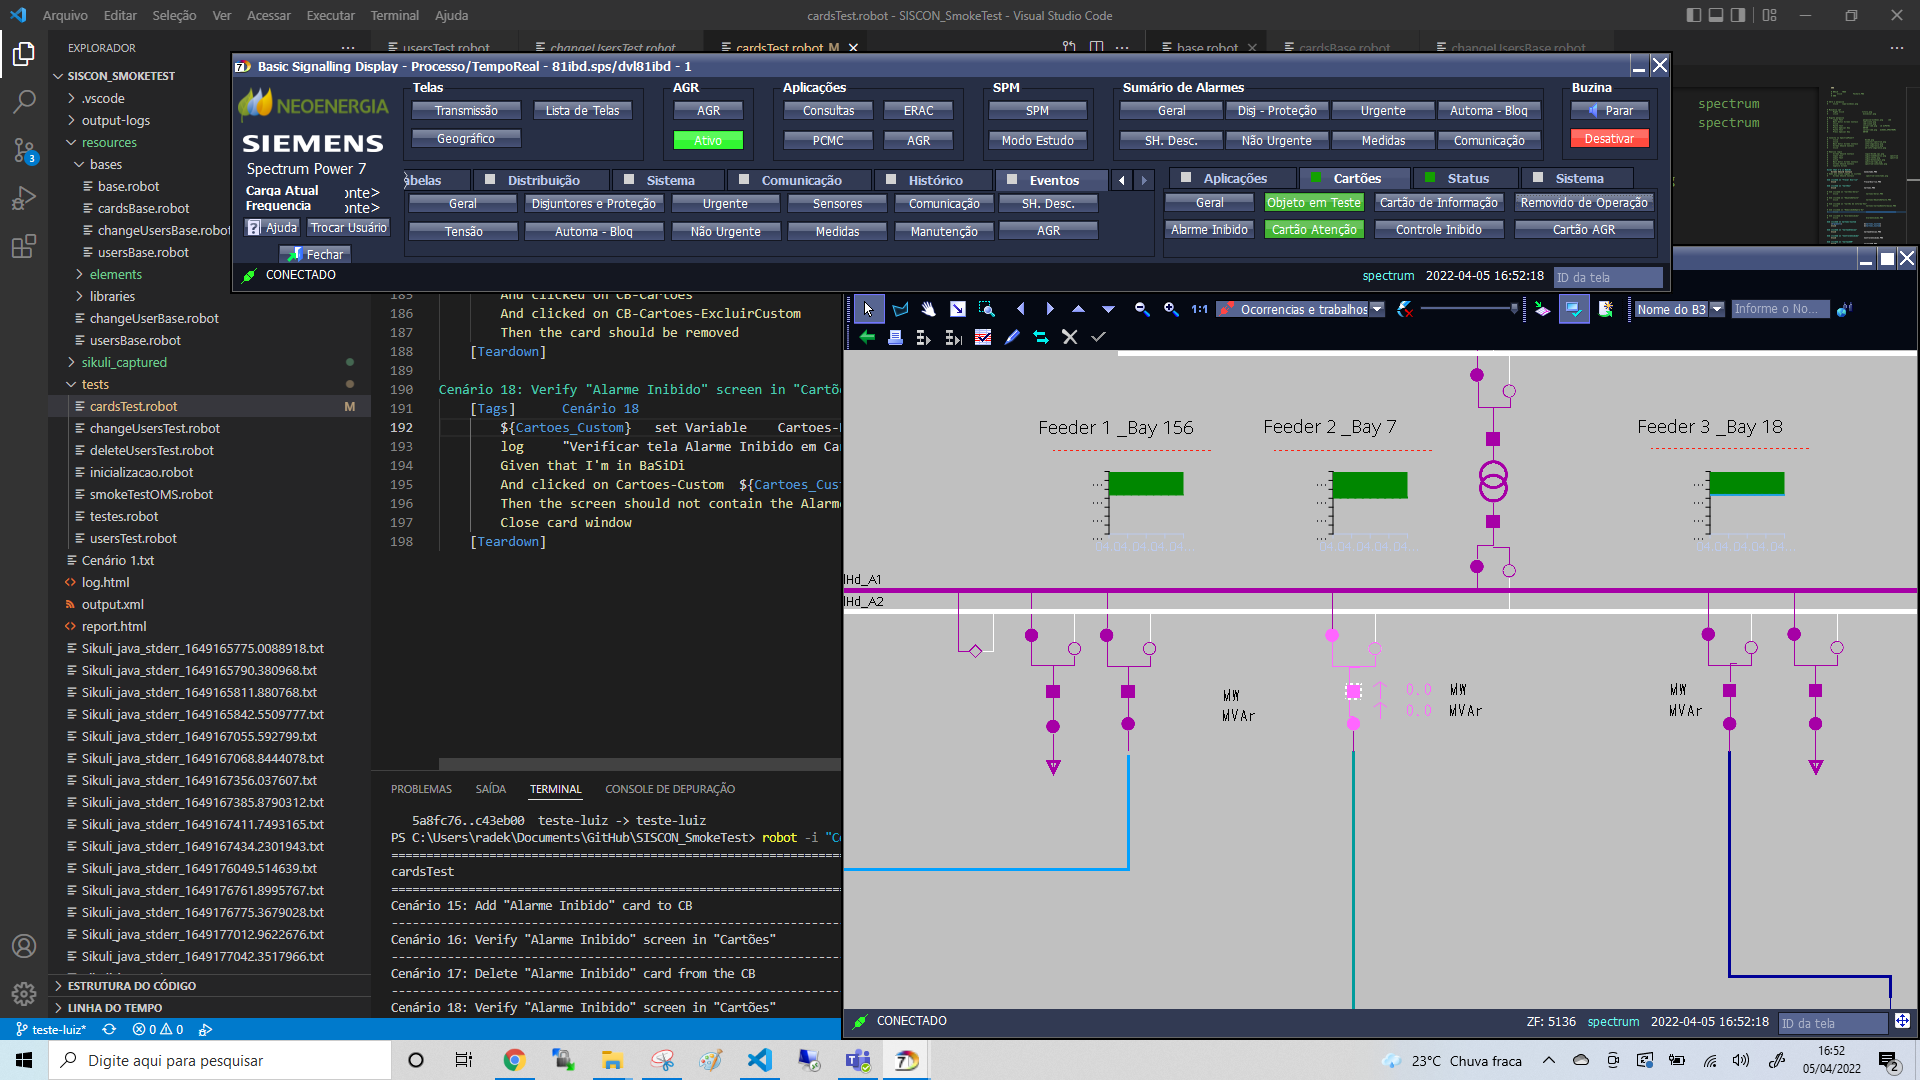 Arquivo Editar Seleção Ver Acessar Executar Terminal Ajuda
cardsTest.robot - SISCON_SmokeTest - Visual Studio Code
EXPLORADOR
usersTest.robot changeUsersTest.robot cardsTest.robot M
base.robot cardsBase.robot changeUsersBase.robot
SISCON_SMOKETEST
.vscode
output-logs
resources
bases
base.robot
cardsBase.robot
changeUsersBase.robot
usersBase.robot
elements
libraries
changeUserBase.robot
usersBase.robot
sikuli_captured
tests
cardsTest.robot M
changeUsersTest.robot
deleteUsersTest.robot
inicializacao.robot
smokeTestOMS.robot
testes.robot
usersTest.robot
Cenário 1.txt
log.html
output.xml
report.html
Sikuli_java_stderr_1649165775.0088918.txt
Sikuli_java_stderr_1649165790.380968.txt
Sikuli_java_stderr_1649165811.880768.txt
Sikuli_java_stderr_1649165842.5509777.txt
Sikuli_java_stderr_1649167055.592799.txt
Sikuli_java_stderr_1649167068.8444078.txt
Sikuli_java_stderr_1649167356.037607.txt
Sikuli_java_stderr_1649167385.8790312.txt
Sikuli_java_stderr_1649167411.7493165.txt
Sikuli_java_stderr_1649167434.2301943.txt
Sikuli_java_stderr_1649176049.514639.txt
Sikuli_java_stderr_1649176761.8995767.txt
Sikuli_java_stderr_1649176775.3679028.txt
Sikuli_java_stderr_1649177012.9622676.txt
Sikuli_java_stderr_1649177042.3517966.txt
ESTRUTURA DO CÓDIGO
LINHA DO TEMPO
3
Basic Signalling Display - Processo/TempoReal - 81ibd.sps/dvl81ibd - 1
NEOENERGIA
SIEMENS
Spectrum Power 7
Carga Atual onte>
Frequencia onte>
Ajuda Trocar Usuário
Fechar
Telas
Transmissão Lista de Telas
Geográfico
AGR
AGR
Ativo
Aplicações
Consultas ERAC
PCMC AGR
SPM
SPM
Modo Estudo
Sumário de Alarmes
Geral Disj - Proteção Urgente Automa - Bloq
SH. Desc. Não Urgente Medidas Comunicação
Buzina
Parar
Desativar
abelas Distribuição Sistema Comunicação Histórico Eventos
Geral Disjuntores e Proteção Urgente Sensores Comunicação SH. Desc.
Tensão Automa - Bloq Não Urgente Medidas Manutenção AGR
Aplicações Cartões Status Sistema
Geral Objeto em Teste Cartão de Informação Removido de Operação
Alarme Inibido Cartão Atenção Controle Inibido Cartão AGR
CONECTADO
spectrum 2022-04-05 16:52:18 ID da tela
spectrum
spectrum
185 And clicked on CB-Cartoes
186 And clicked on CB-Cartoes-ExcluirCustom
187 Then the card should be removed
188 [Teardown]
189
190 Cenário 18: Verify "Alarme Inibido" screen in "Cartõ
191 [Tags] Cenário 18
192 ${Cartoes_Custom} set Variable Cartoes-
193 log "Verificar tela Alarme Inibido em Ca
194 Given that I'm in BaSiDi
195 And clicked on Cartoes-Custom ${Cartoes_Cus
196 Then the screen should not contain the Alarm
197 Close card window
198 [Teardown]
PROBLEMAS SAÍDA TERMINAL CONSOLE DE DEPURAÇÃO
5a8fc76..c43eb00 teste-luiz -> teste-luiz
PS C:\Users\radek\Documents\GitHub\SISCON_SmokeTest> robot -i "C
cardsTest
Cenário 15: Add "Alarme Inibido" card to CB
Cenário 16: Verify "Alarme Inibido" screen in "Cartões"
Cenário 17: Delete "Alarme Inibido" card from the CB
Cenário 18: Verify "Alarme Inibido" screen in "Cartões"
1:1 Ocorrencias e trabalhos Nome do B3 Informe o No...
Feeder 1 _Bay 156
Feeder 2 _Bay 7
Feeder 3 _Bay 18
04.04.04.04.04...
04.04.04.04.04...
04.04.04.04.04...
lHd_A1
lHd_A2
MW
MVAr
0.0 MW
0.0 MVAr
MW
MVAr
CONECTADO
ZF: 5136 spectrum 2022-04-05 16:52:18 ID da tela
teste-luiz* 0 0
Digite aqui para pesquisar
23°C Chuva fraca
16:52
05/04/2022
2